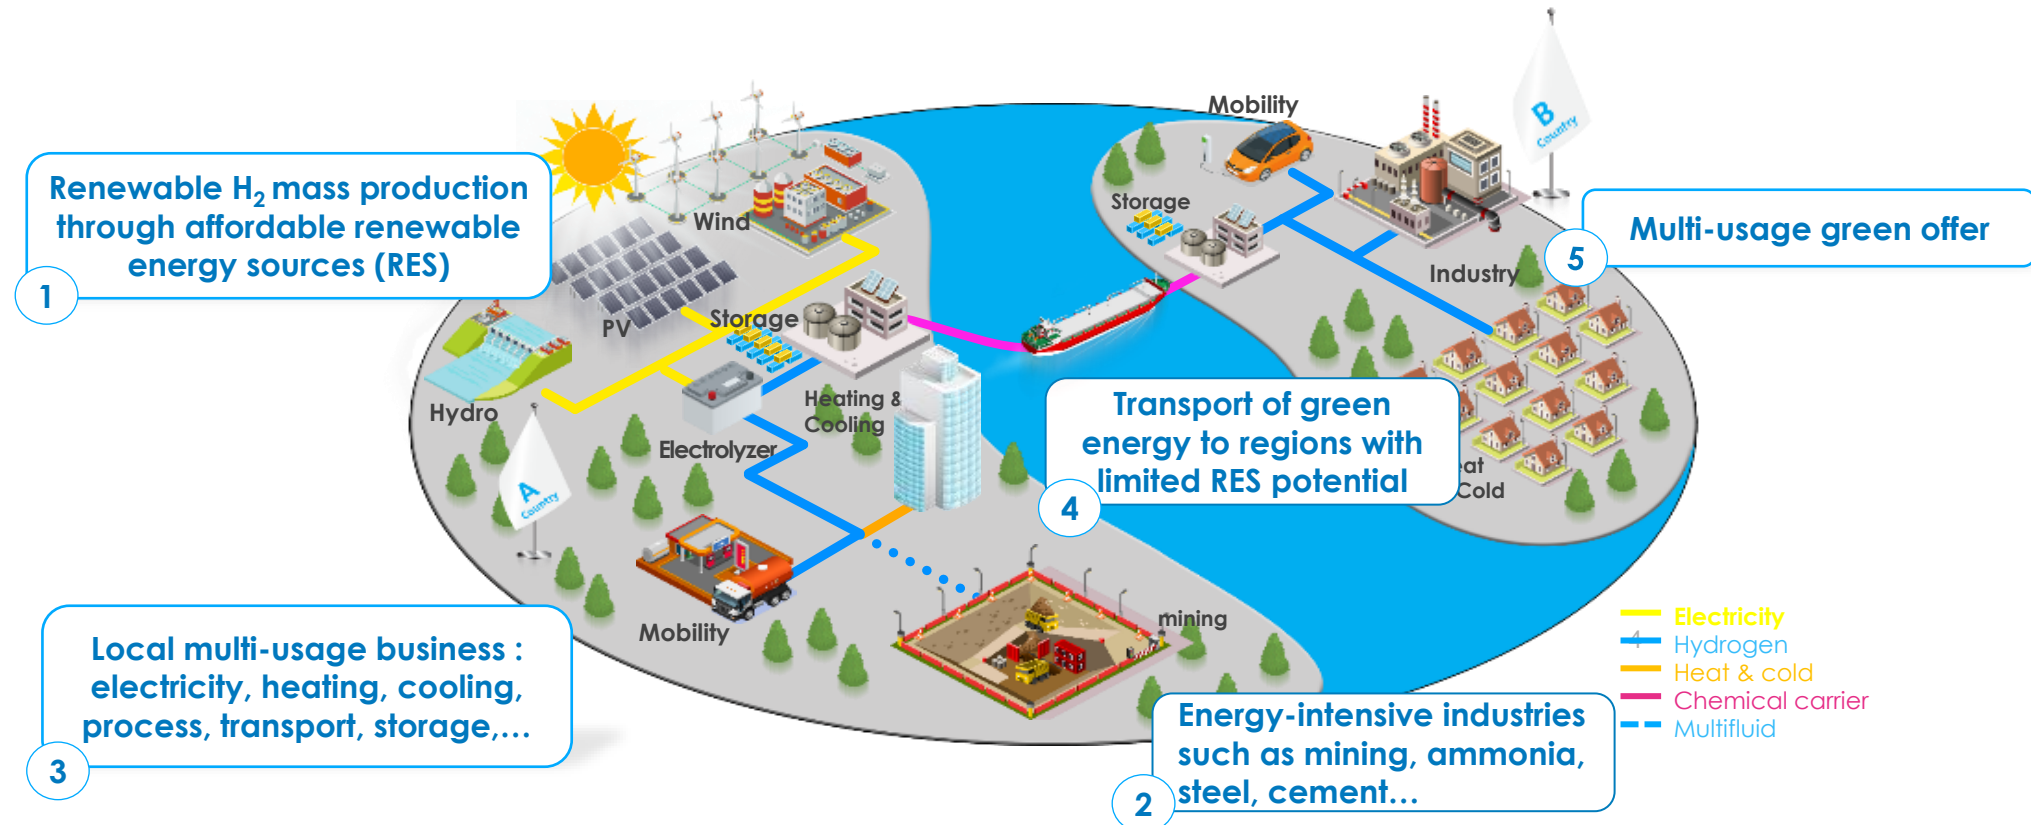 Renewable H2 mass production
through affordable renewable
energy sources (RES)
1
Wind
PV
Hydro
Storage
Heating &
Cooling
Electrolyzer
A
Country
Mobility
mining
Local multi-usage business :
electricity, heating, cooling,
process, transport, storage,...
3
Energy-intensive industries
such as mining, ammonia,
steel, cement...
2
Transport of green
energy to regions with
limited RES potential
4
Mobility
Storage
Industry
B
Country
Multi-usage green offer
5
eat
Cold
Electricity
4
Hydrogen
Heat & cold
Chemical carrier
Multifluid